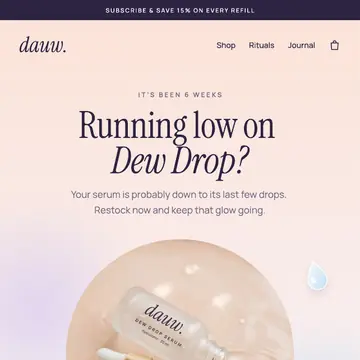 SUBSCRIBE & SAVE 15% ON EVERY REFILL
dauw.
Shop Rituals Journal
IT'S BEEN 6 WEEKS
Running low on
Dew Drop?
Your serum is probably down to its last few drops.
Restock now and keep that glow going.
dauw.
DEW DROP SERUM